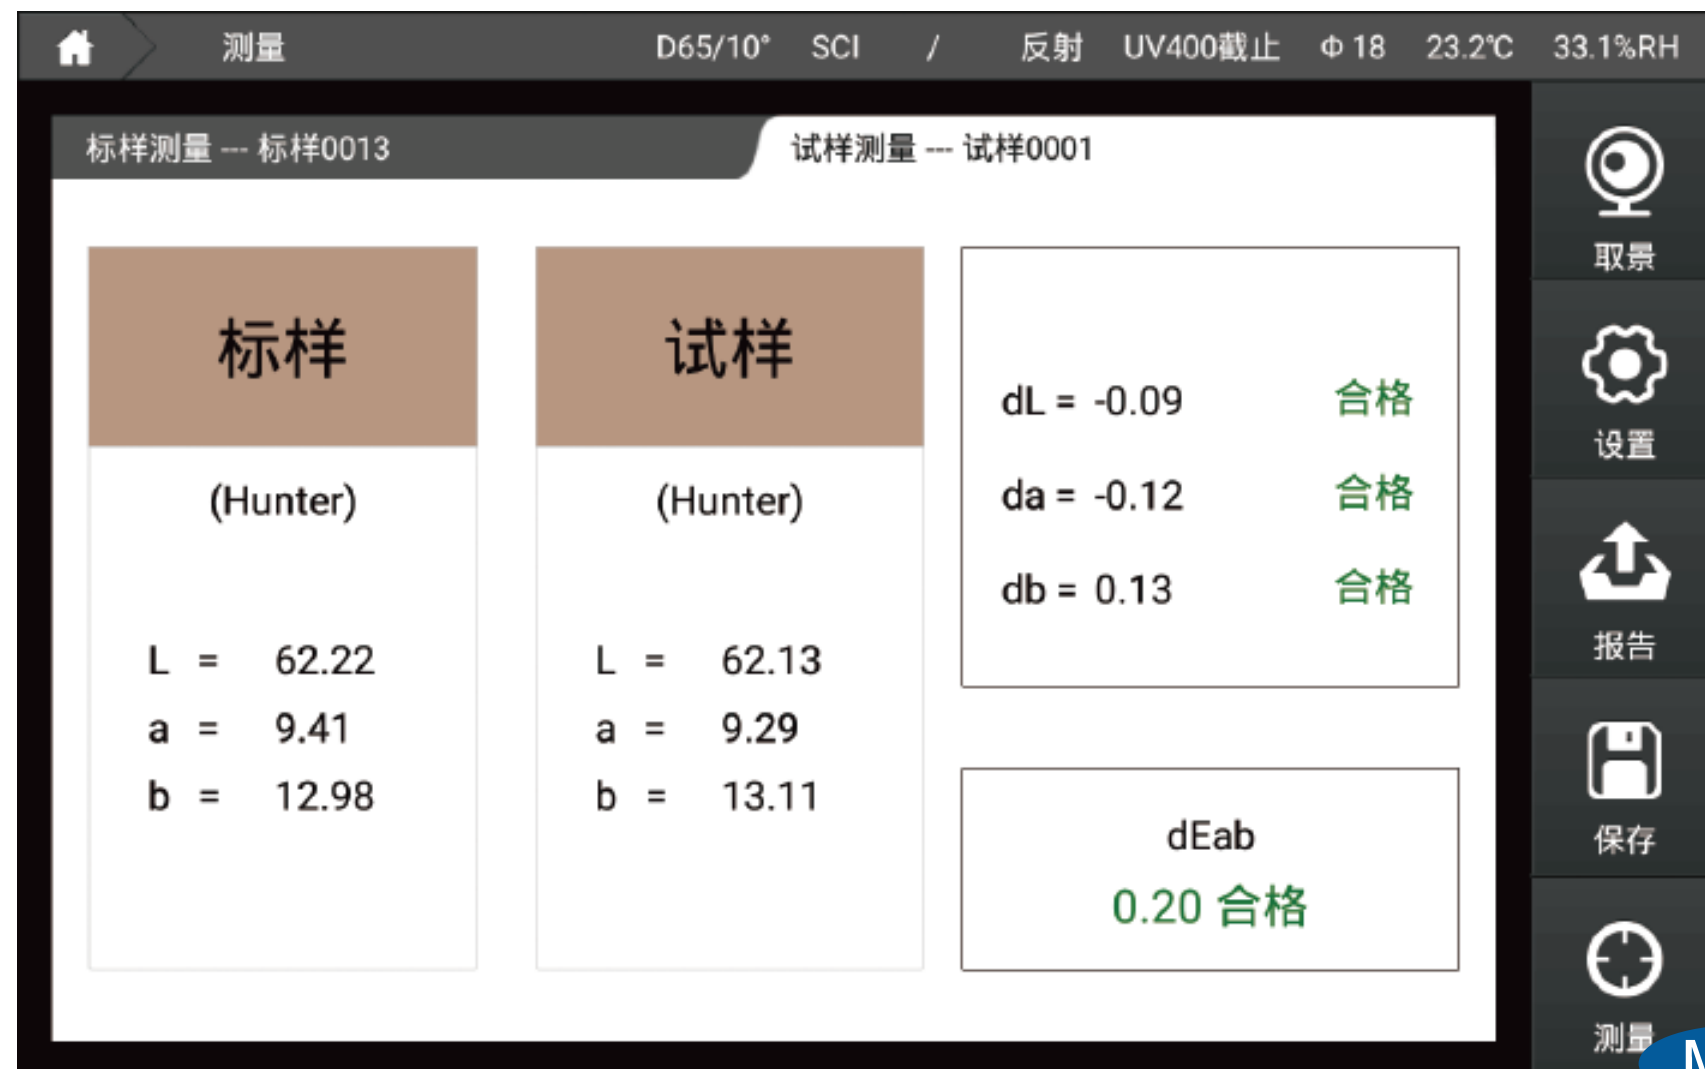 测量 D65/10° SCI / 反射 UV400截止 Φ 18 23.2℃ 33.1%RH
标样测量 --- 标样0013
试样测量 --- 试样0001
标样
(Hunter)
L = 62.22
a = 9.41
b = 12.98
试样
(Hunter)
L = 62.13
a = 9.29
b = 13.11
dL = -0.09 合格
da = -0.12 合格
db = 0.13 合格
dEab
0.20 合格
取景
设置
报告
保存
测量